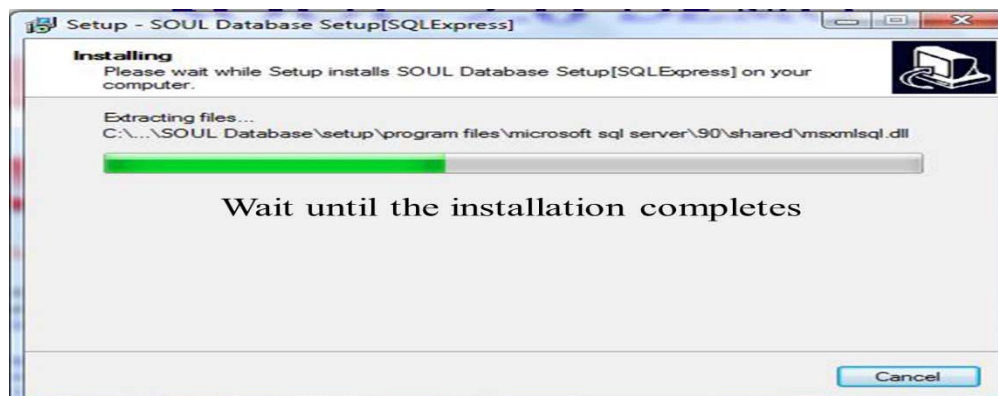 Setup - SOUL Database Setup[SQLExpress]
Installing
Please wait while Setup installs SOUL Database Setup[SQLExpress] on your
computer.
Extracting files...
C:\...\SOUL Database\setup\program files\microsoft sql server\90\shared\msxmlsql.dll
Wait until the installation completes
Cancel